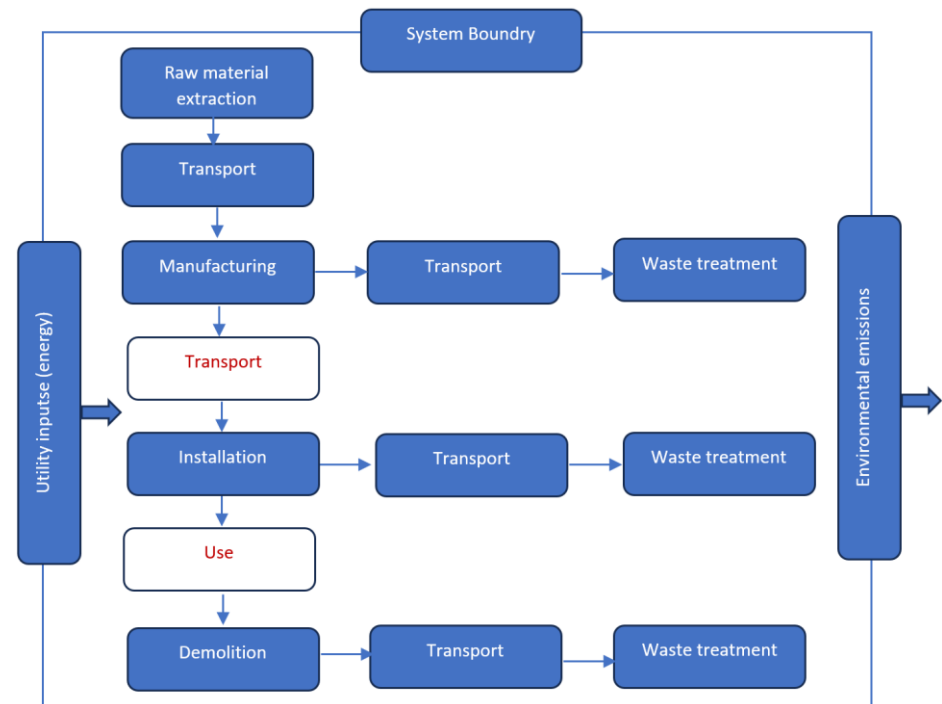 System Boundry
Raw material
extraction
Transport
Manufacturing
Transport
Waste treatment
Transport
Installation
Transport
Waste treatment
Use
Demolition
Transport
Waste treatment
Utility inputse (energy)
Environmental emissions